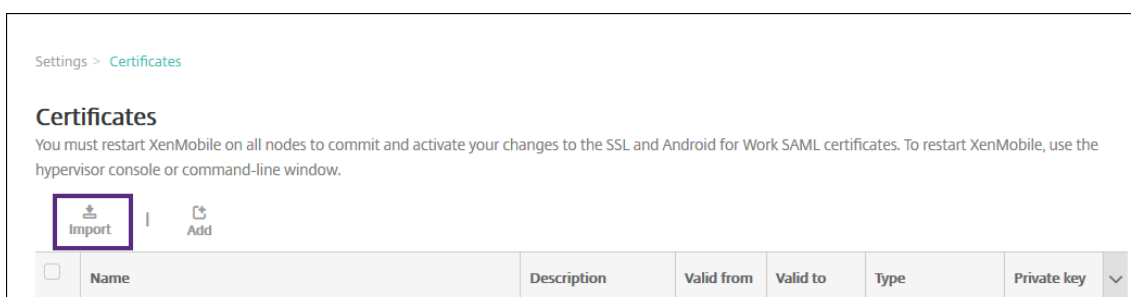 Settings > Certificates
Certificates
You must restart XenMobile on all nodes to commit and activate your changes to the SSL and Android for Work SAML certificates. To restart XenMobile, use the
hypervisor console or command-line window.
Import | Add
Name Description Valid from Valid to Type Private key